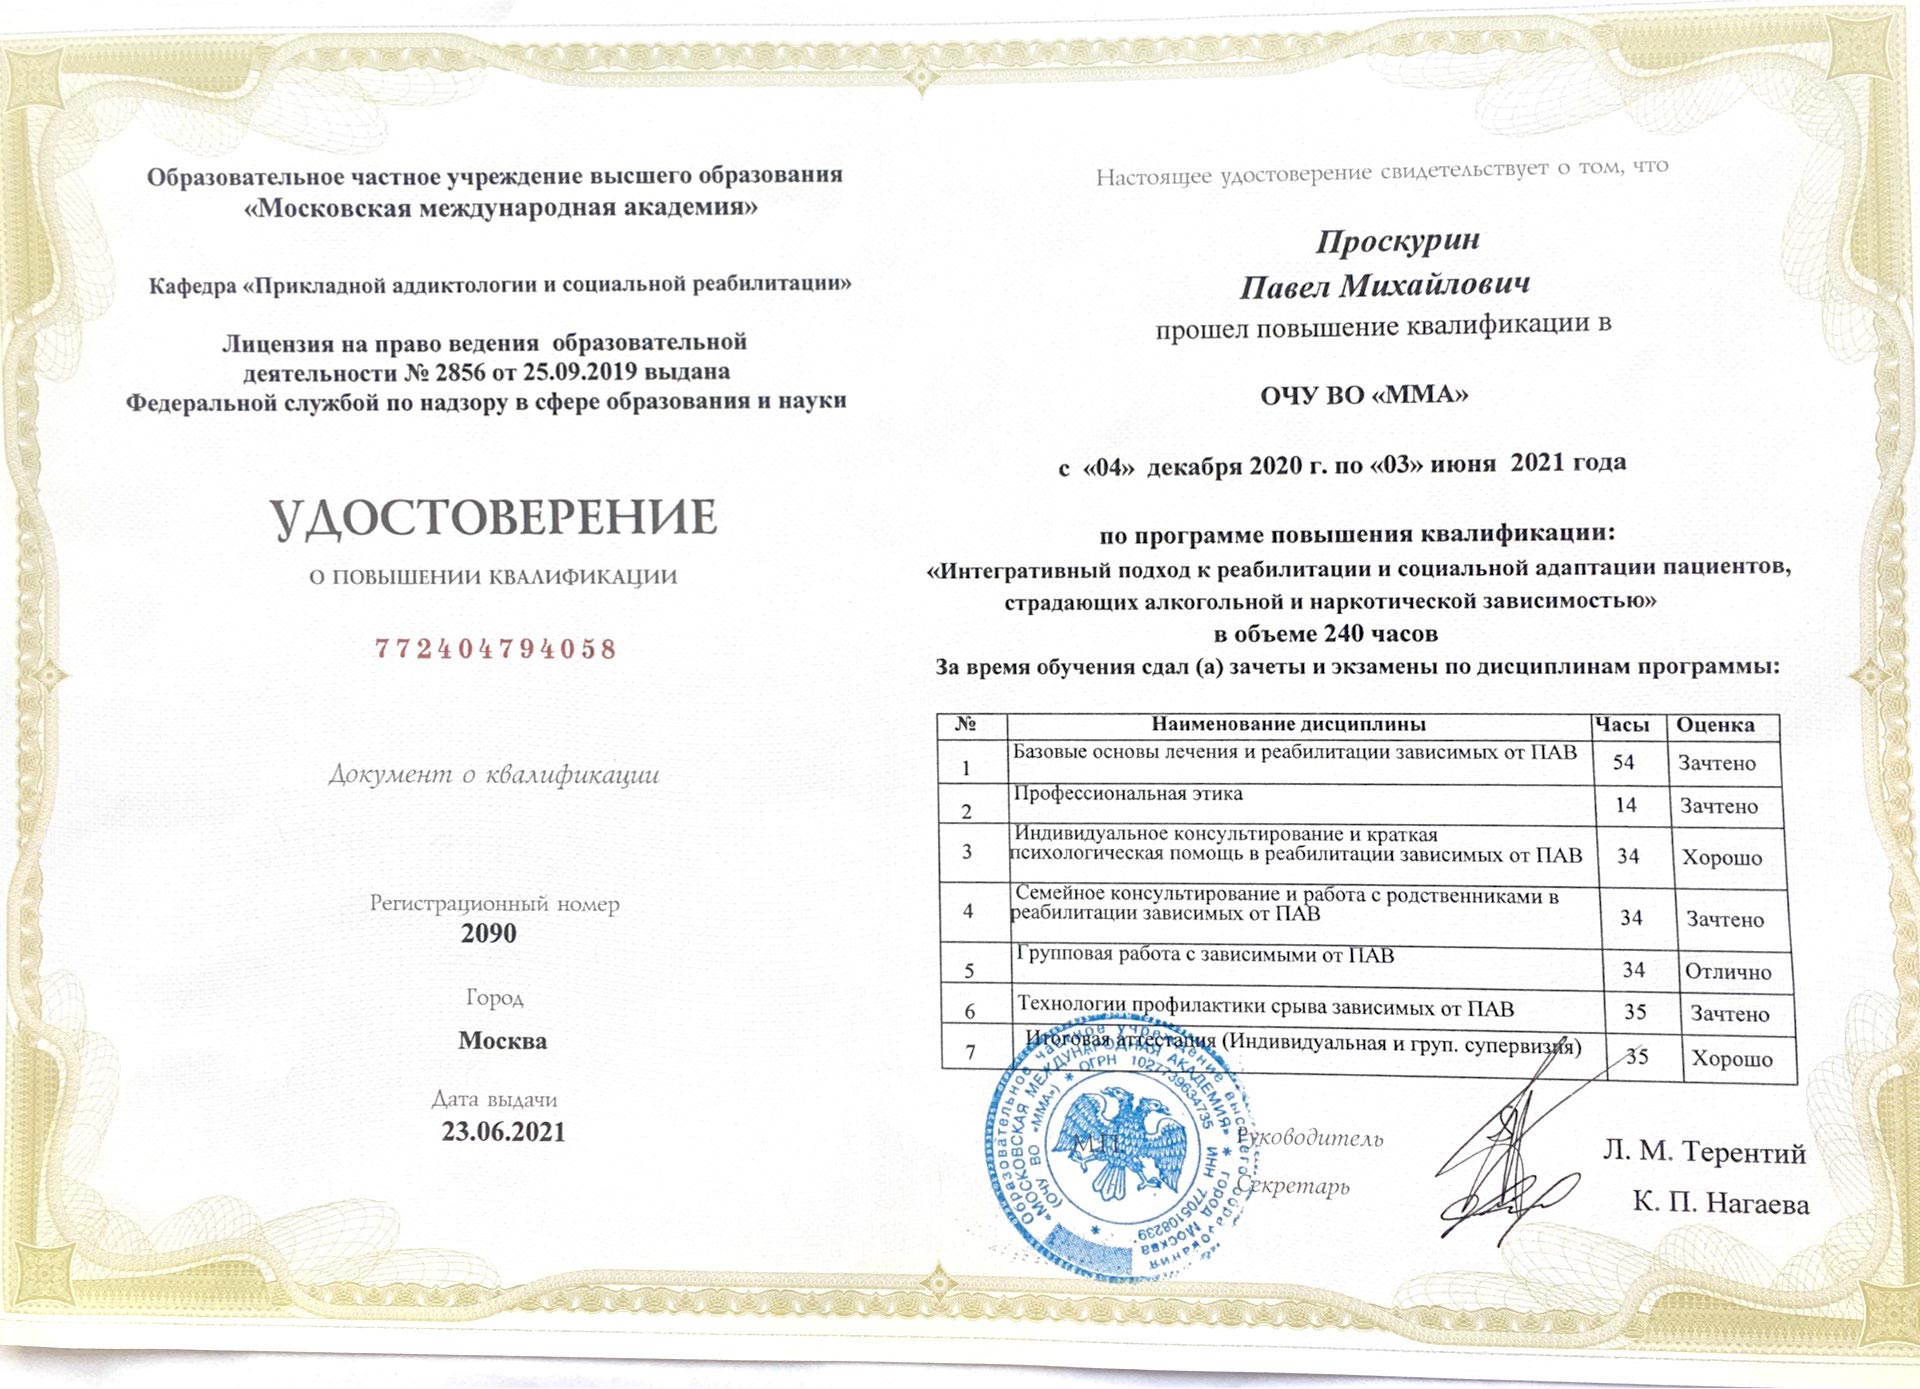 Образовательное частное учреждение высшего образования
«Московская международная академия»
Кафедра «Прикладной аддиктологии и социальной реабилитации»
Лицензия на право ведения образовательной
деятельности № 2856 от 25.09.2019 выдана
Федеральной службой по надзору в сфере образования и науки
УДОСТОВЕРЕНИЕ
О ПОВЫШЕНИИ КВАЛИФИКАЦИИ
772404794058
Документ о квалификации
Регистрационный номер
2090
Город
Москва
Дата выдачи
23.06.2021
Настоящее удостоверение свидетельствует о том, что
Проскурин
Павел Михайлович
прошел повышение квалификации в
ОЧУ ВО «ММА»
с «04» декабря 2020 г. по «03» июня 2021 года
по программе повышения квалификации:
«Интегративный подход к реабилитации и социальной адаптации пациентов,
страдающих алкогольной и наркотической зависимостью»
в объеме 240 часов
За время обучения сдал (а) зачеты и экзамены по дисциплинам программы:
№ Наименование дисциплины Часы Оценка
1 Базовые основы лечения и реабилитации зависимых от ПАВ 54 Зачтено
2 Профессиональная этика 14 Зачтено
3 Индивидуальное консультирование и краткая
психологическая помощь в реабилитации зависимых от ПАВ 34 Хорошо
4 Семейное консультирование и работа с родственниками в
реабилитации зависимых от ПАВ 34 Зачтено
5 Групповая работа с зависимыми от ПАВ 34 Отлично
6 Технологии профилактики срыва зависимых от ПАВ 35 Зачтено
7 Итоговая аттестация (Индивидуальная и груп. супервизия) 35 Хорошо
Образовательное частное учреждение высшего образования
«МОСКОВСКАЯ МЕЖДУНАРОДНАЯ АКАДЕМИЯ» * город Москва
(ОЧУ ВО «ММА») * ОГРН 1027739634735 ИНН 7705108239 *
М.П.
Руководитель Л. М. Терентий
Секретарь К. П. Нагаева